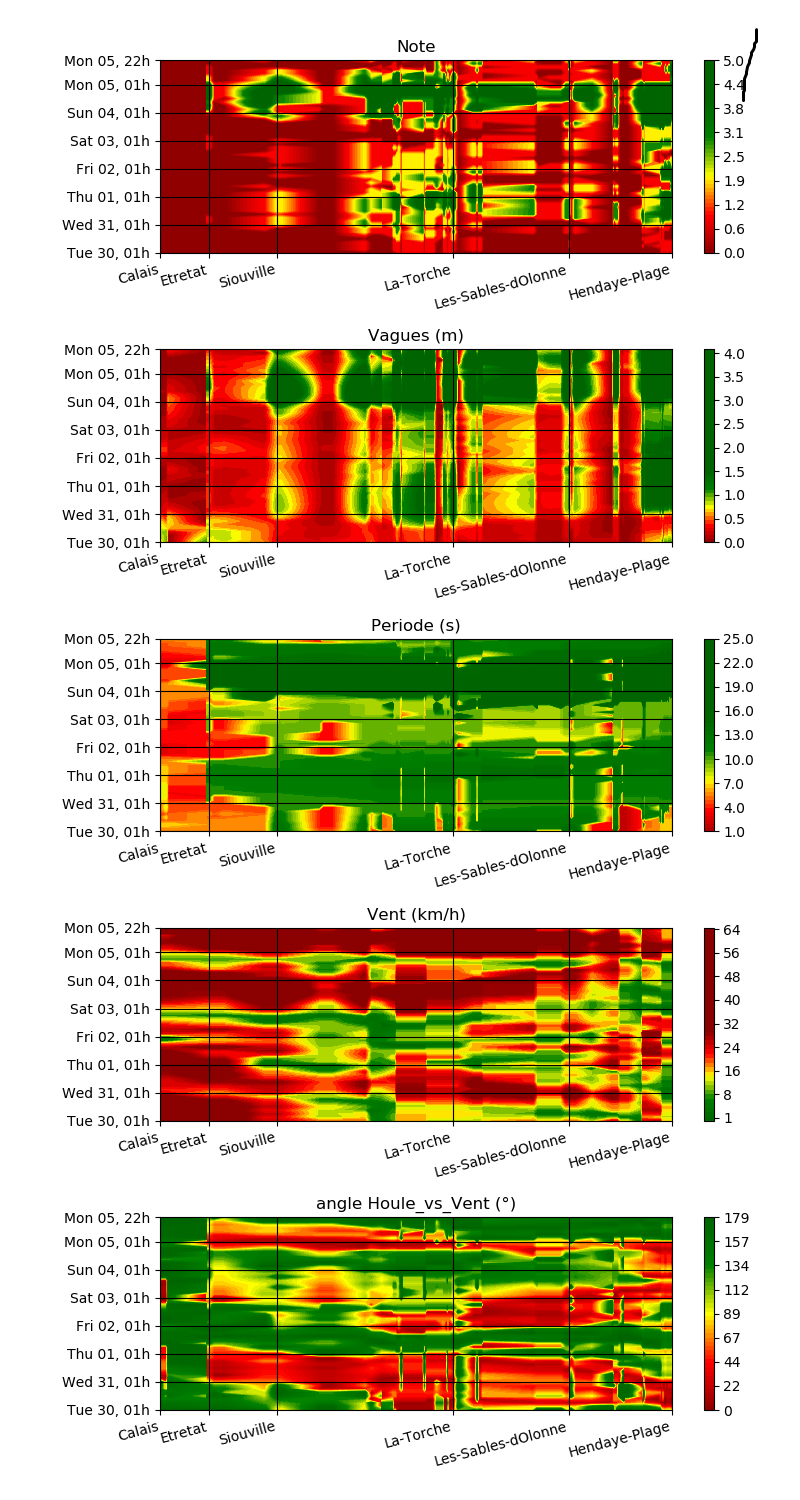 Note
Mon 05, 22h
Mon 05, 01h
Sun 04, 01h
Sat 03, 01h
Fri 02, 01h
Thu 01, 01h
Wed 31, 01h
Tue 30, 01h
Calais Etretat Siouville La-Torche Les-Sables-dOlonne Hendaye-Plage
5.0
4.4
3.8
3.1
2.5
1.9
1.2
0.6
0.0
Vagues (m)
Mon 05, 22h
Mon 05, 01h
Sun 04, 01h
Sat 03, 01h
Fri 02, 01h
Thu 01, 01h
Wed 31, 01h
Tue 30, 01h
Calais Etretat Siouville La-Torche Les-Sables-dOlonne Hendaye-Plage
4.0
3.5
3.0
2.5
2.0
1.5
1.0
0.5
0.0
Periode (s)
Mon 05, 22h
Mon 05, 01h
Sun 04, 01h
Sat 03, 01h
Fri 02, 01h
Thu 01, 01h
Wed 31, 01h
Tue 30, 01h
Calais Etretat Siouville La-Torche Les-Sables-dOlonne Hendaye-Plage
25.0
22.0
19.0
16.0
13.0
10.0
7.0
4.0
1.0
Vent (km/h)
Mon 05, 22h
Mon 05, 01h
Sun 04, 01h
Sat 03, 01h
Fri 02, 01h
Thu 01, 01h
Wed 31, 01h
Tue 30, 01h
Calais Etretat Siouville La-Torche Les-Sables-dOlonne Hendaye-Plage
64
56
48
40
32
24
16
8
1
angle Houle_vs_Vent (°)
Mon 05, 22h
Mon 05, 01h
Sun 04, 01h
Sat 03, 01h
Fri 02, 01h
Thu 01, 01h
Wed 31, 01h
Tue 30, 01h
Calais Etretat Siouville La-Torche Les-Sables-dOlonne Hendaye-Plage
179
157
134
112
89
67
44
22
0